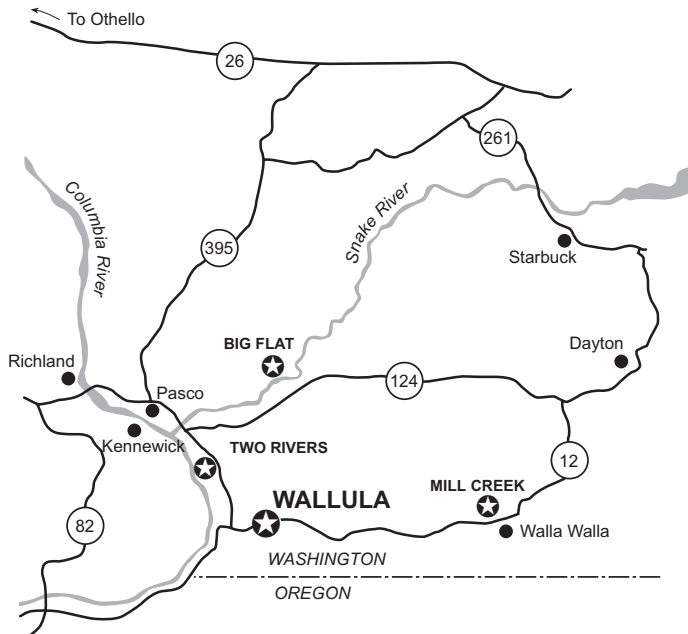 To Othello
26
261
Columbia River
Snake River
395
Starbuck
BIG FLAT
Dayton
Richland
124
Pasco
Kennewick
TWO RIVERS
12
MILL CREEK
WALLULA
82
Walla Walla
WASHINGTON
OREGON